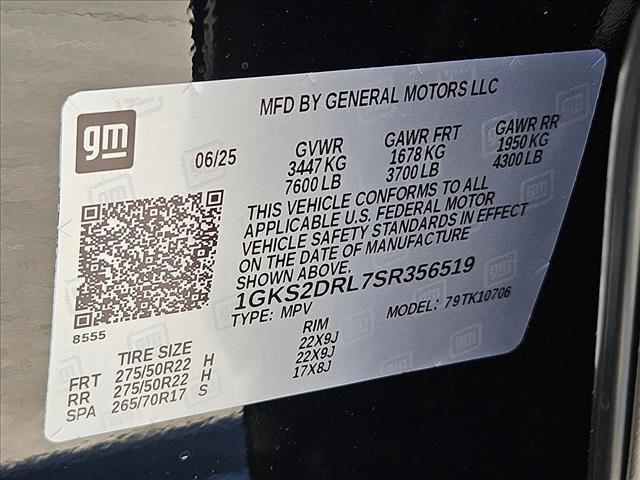 MFD BY GENERAL MOTORS LLC
gm
06/25
GVWR GAWR FRT GAWR RR
3447 KG 1678 KG 1950 KG
7600 LB 3700 LB 4300 LB
THIS VEHICLE CONFORMS TO ALL
APPLICABLE U.S. FEDERAL MOTOR
VEHICLE SAFETY STANDARDS IN EFFECT
ON THE DATE OF MANUFACTURE
SHOWN ABOVE.
1GKS2DRL7SR356519
TYPE: MPV MODEL: 79TK10706
8555
TIRE SIZE RIM
FRT 275/50R22 H 22X9J
RR 275/50R22 H 22X9J
SPA 265/70R17 S 17X8J